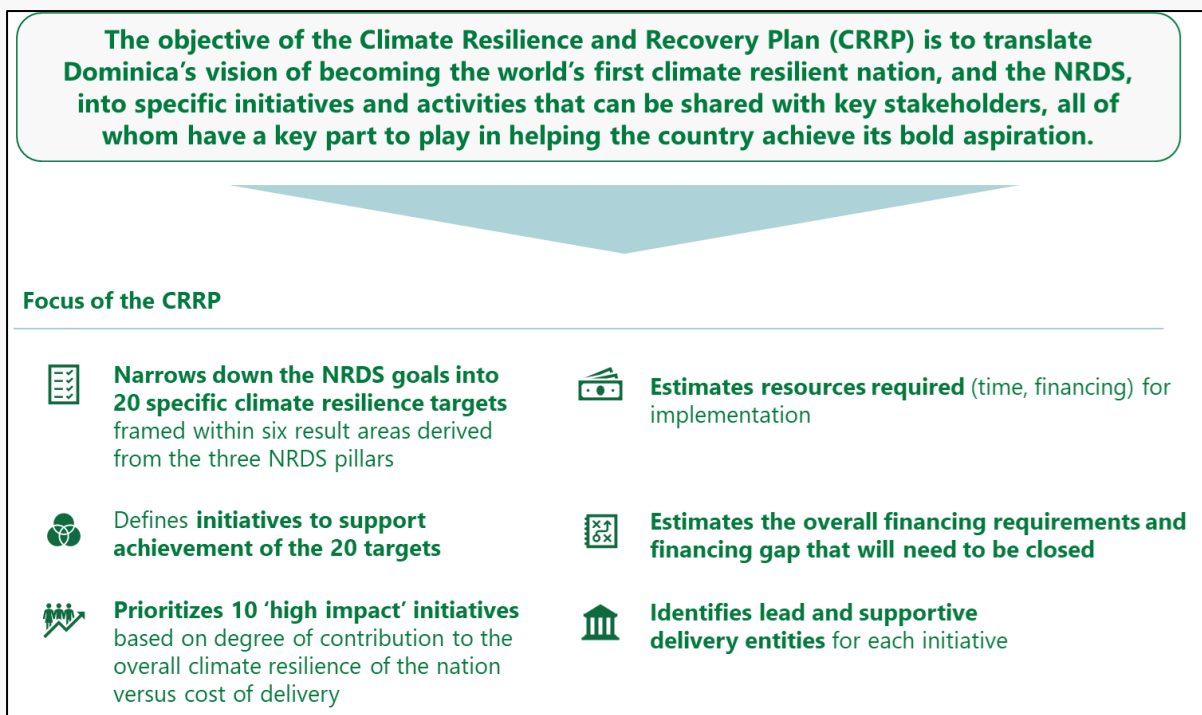 The objective of the Climate Resilience and Recovery Plan (CRRP) is to translate
Dominica’s vision of becoming the world’s first climate resilient nation, and the NRDS,
into specific initiatives and activities that can be shared with key stakeholders, all of
whom have a key part to play in helping the country achieve its bold aspiration.
Focus of the CRRP
Narrows down the NRDS goals into
20 specific climate resilience targets
framed within six result areas derived
from the three NRDS pillars
Defines initiatives to support
achievement of the 20 targets
Prioritizes 10 ‘high impact’ initiatives
based on degree of contribution to the
overall climate resilience of the nation
versus cost of delivery
Estimates resources required (time, financing) for
implementation
Estimates the overall financing requirements and
financing gap that will need to be closed
Identifies lead and supportive
delivery entities for each initiative